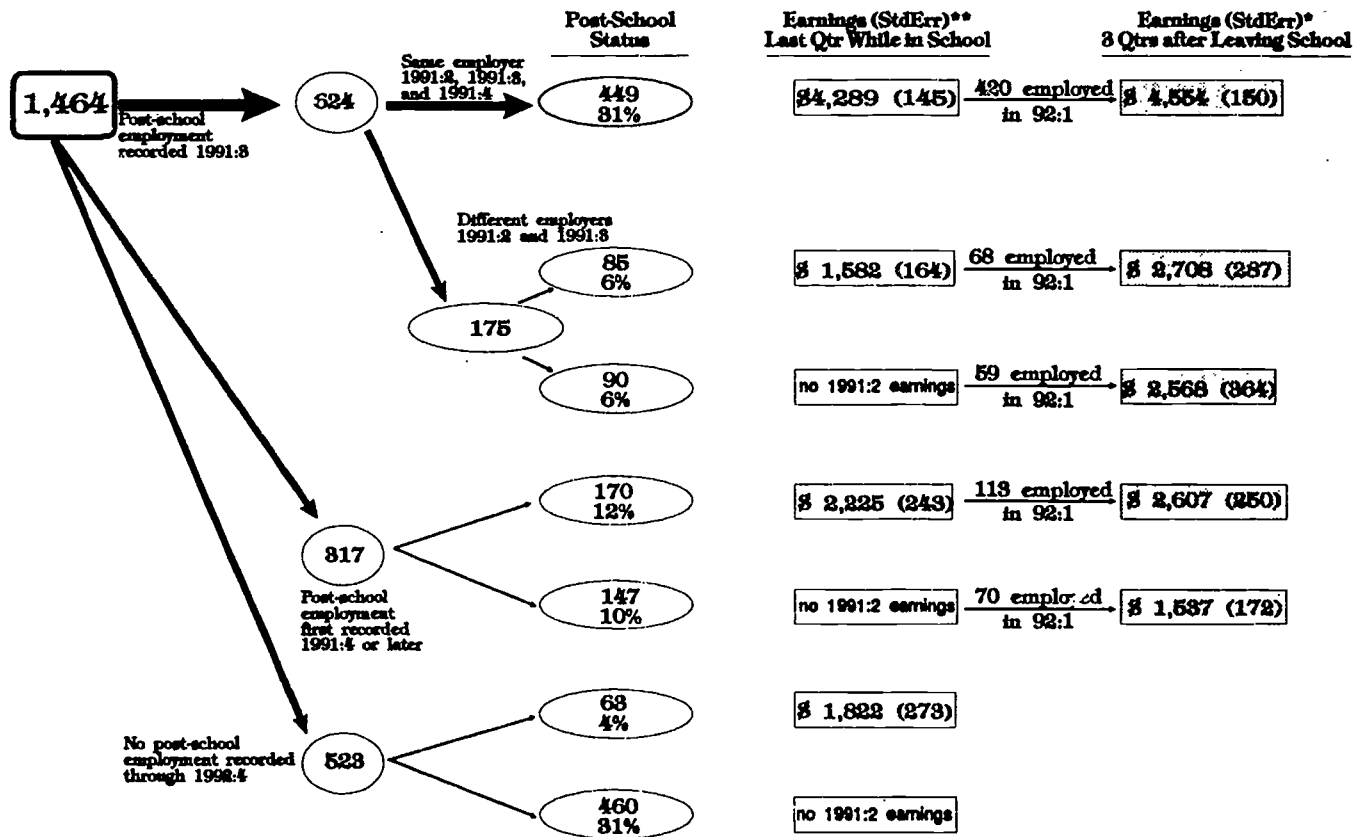 Post-School
Status
Earnings (StdErr)**
Last Qtr While in School
Earnings (StdErr)*
3 Qtrs after Leaving School
1,464
Post-school
employment
recorded 1991:3
624
Same employer
1991:2, 1991:3,
and 1991:4
449
31%
$4,289 (145)
420 employed
in 92:1
$ 4,554 (150)
Different employers
1991:2 and 1991:3
85
6%
$ 1,582 (164)
68 employed
in 92:1
$ 2,708 (287)
175
90
6%
no 1991:2 earnings
59 employed
in 92:1
$ 2,568 (364)
170
12%
$ 2,225 (243)
113 employed
in 92:1
$ 2,607 (250)
317
Post-school
employment
first recorded
1991:4 or later
147
10%
no 1991:2 earnings
70 employed
in 92:1
$ 1,537 (172)
63
4%
$ 1,822 (273)
No post-school
employment recorded
through 1992:4
523
460
31%
no 1991:2 earnings